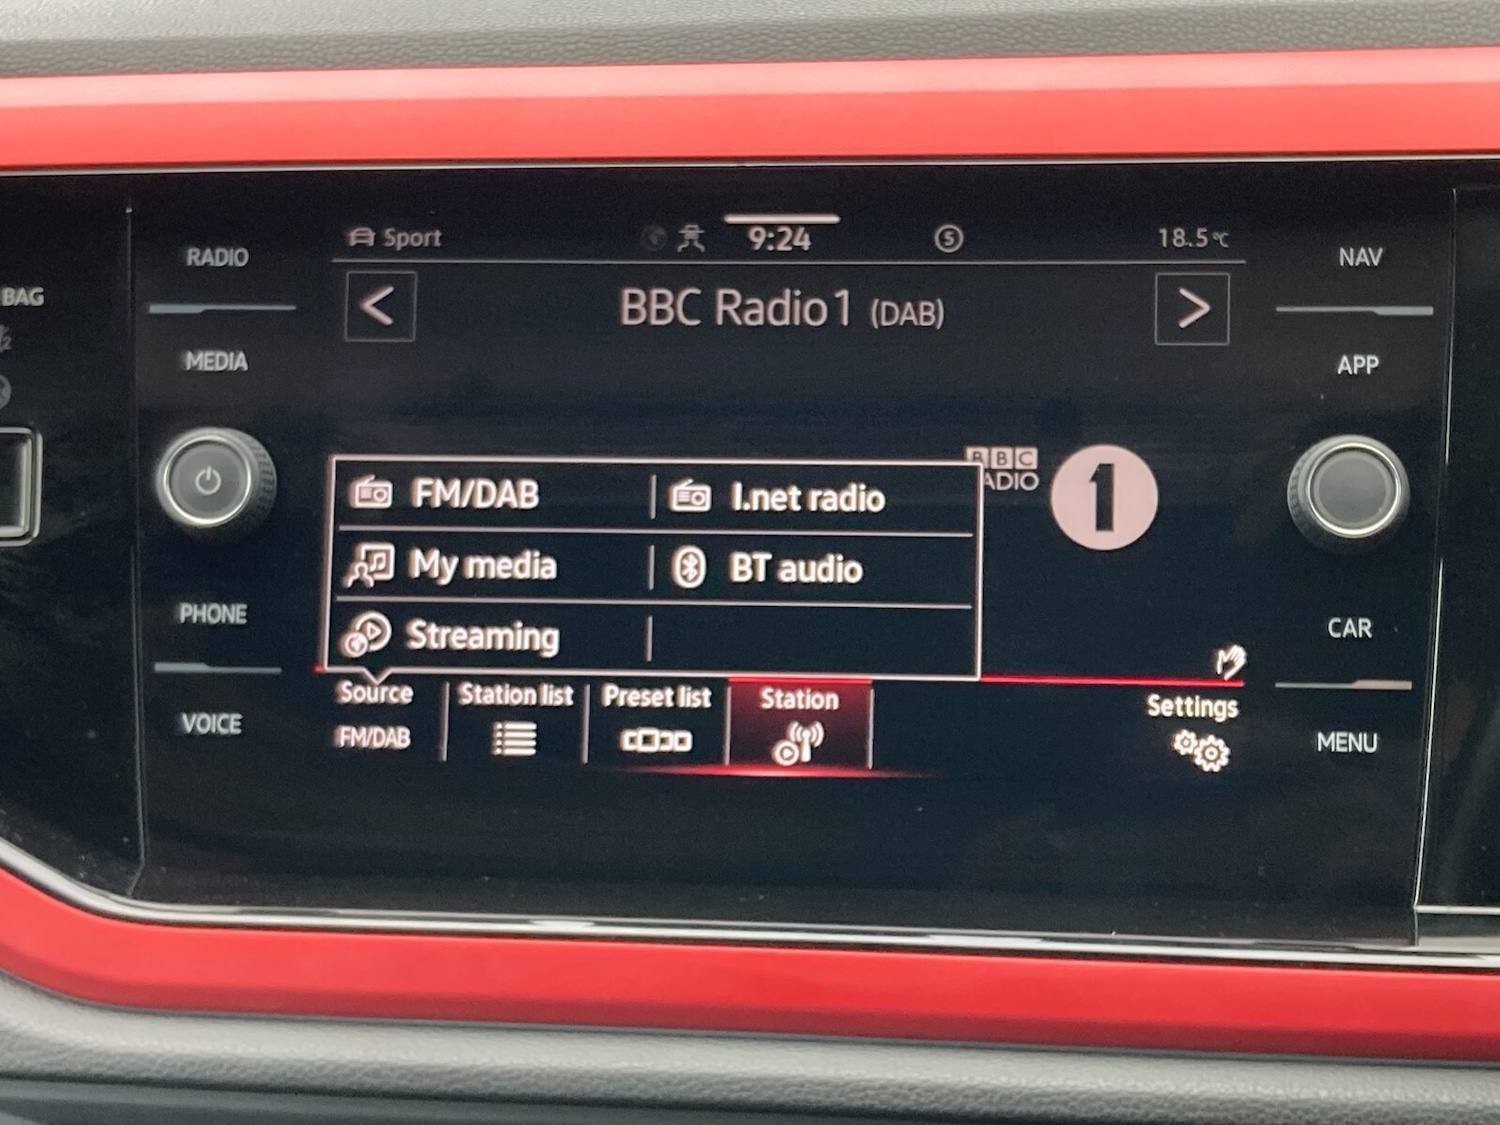 BAG
RADIO
MEDIA
PHONE
VOICE
Sport
9:24
S
18.5°C
BBC Radio1 (DAB)
BBC
ADIO
1
FM/DAB
I.net radio
My media
BT audio
Streaming
Source
FM/DAB
Station list
Preset list
Station
Settings
NAV
APP
CAR
MENU